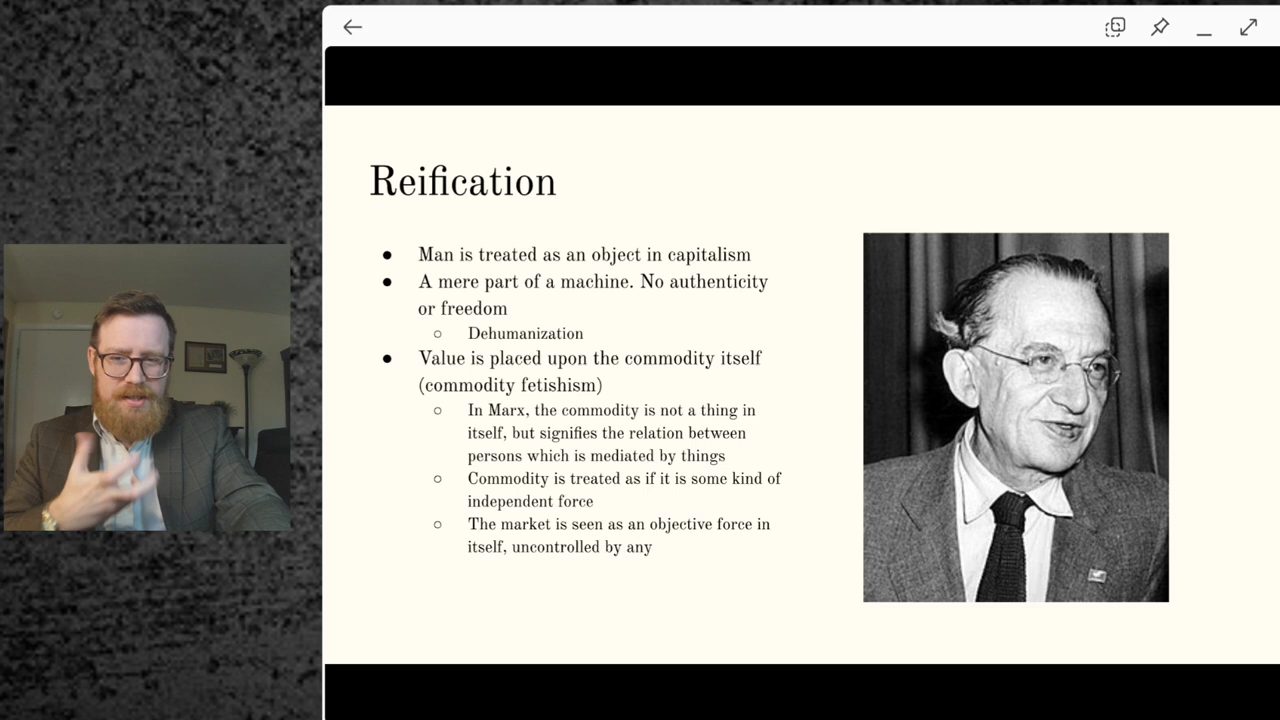 Reification
● Man is treated as an object in capitalism
● A mere part of a machine. No authenticity
or freedom
○ Dehumanization
● Value is placed upon the commodity itself
(commodity fetishism)
○ In Marx, the commodity is not a thing in
itself, but signifies the relation between
persons which is mediated by things
○ Commodity is treated as if it is some kind of
independent force
○ The market is seen as an objective force in
itself, uncontrolled by any